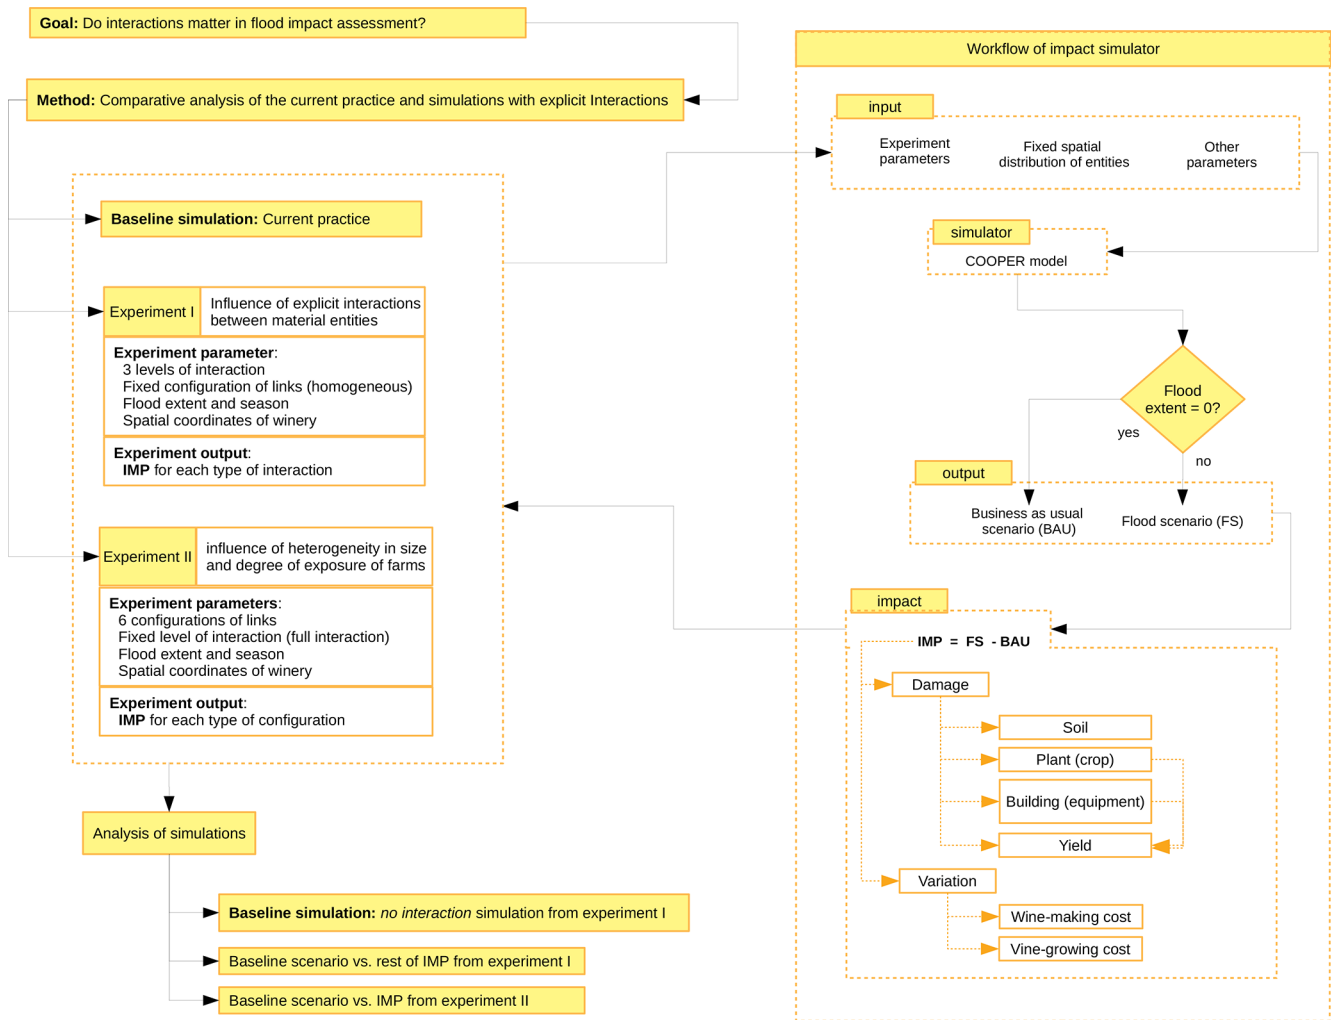 Goal: Do interactions matter in flood impact assessment?
Method: Comparative analysis of the current practice and simulations with explicit Interactions
Baseline simulation: Current practice
Experiment I
Influence of explicit interactions
between material entities
Experiment parameter:
3 levels of interaction
Fixed configuration of links (homogeneous)
Flood extent and season
Spatial coordinates of winery
Experiment output:
IMP for each type of interaction
Experiment II
influence of heterogeneity in size
and degree of exposure of farms
Experiment parameters:
6 configurations of links
Fixed level of interaction (full interaction)
Flood extent and season
Spatial coordinates of winery
Experiment output:
IMP for each type of configuration
Analysis of simulations
Baseline simulation: no interaction simulation from experiment I
Baseline scenario vs. rest of IMP from experiment I
Baseline scenario vs. IMP from experiment II
Workflow of impact simulator
input
Experiment
parameters
Fixed spatial
distribution of entities
Other
parameters
simulator
COOPER model
Flood
extent = 0?
yes
no
output
Business as usual
scenario (BAU)
Flood scenario (FS)
impact
IMP = FS - BAU
Damage
Soil
Plant (crop)
Building (equipment)
Yield
Variation
Wine-making cost
Vine-growing cost